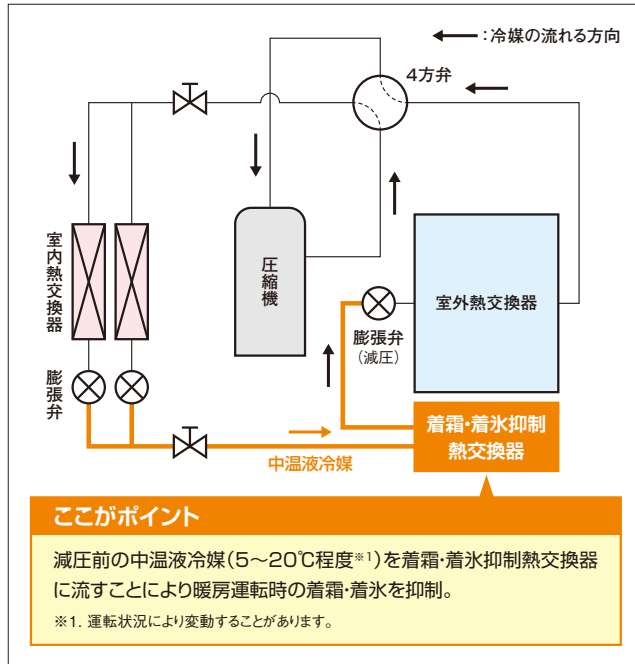 ：冷媒の流れる方向
4方弁
室内熱交換器
圧縮機
室外熱交換器
膨張弁
（減圧）
膨張弁
着霜・着氷抑制
熱交換器
中温液冷媒
ここがポイント
減圧前の中温液冷媒（5〜20℃程度※1）を着霜・着氷抑制熱交換器
に流すことにより暖房運転時の着霜・着氷を抑制。
※1. 運転状況により変動することがあります。